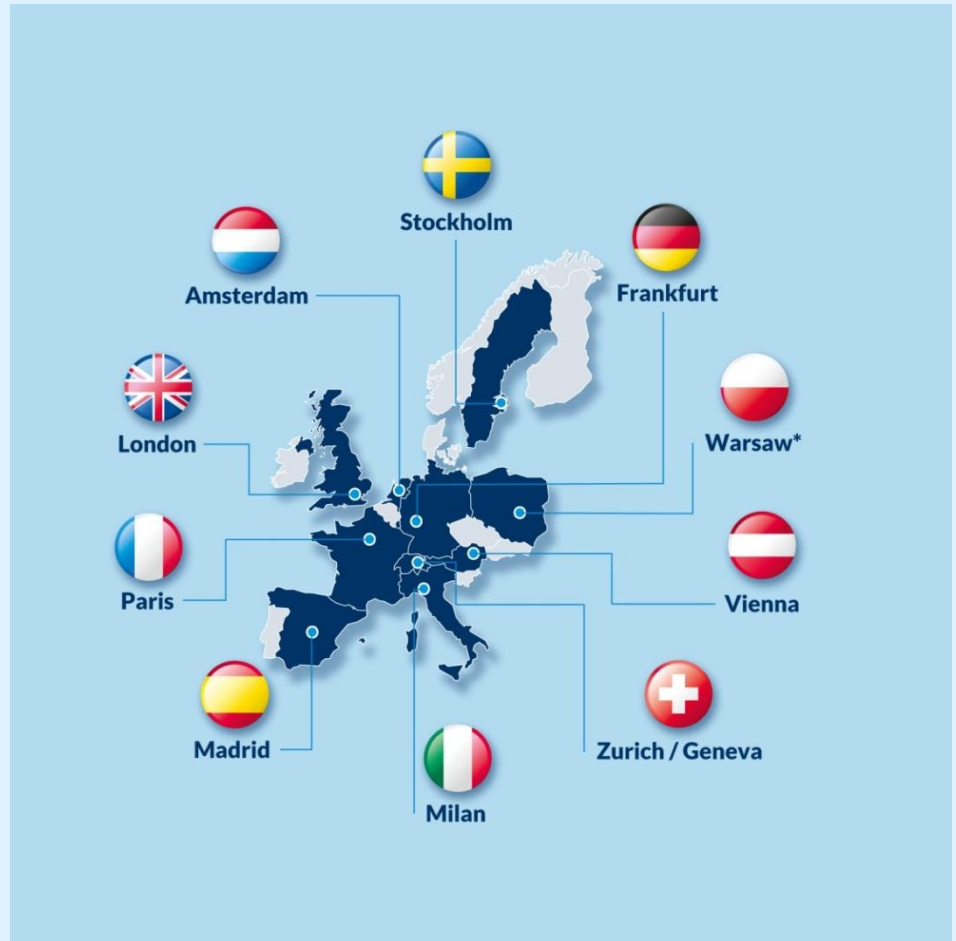 Stockholm
Amsterdam
Frankfurt
London
Warsaw*
Paris
Vienna
Madrid
Zurich / Geneva
Milan